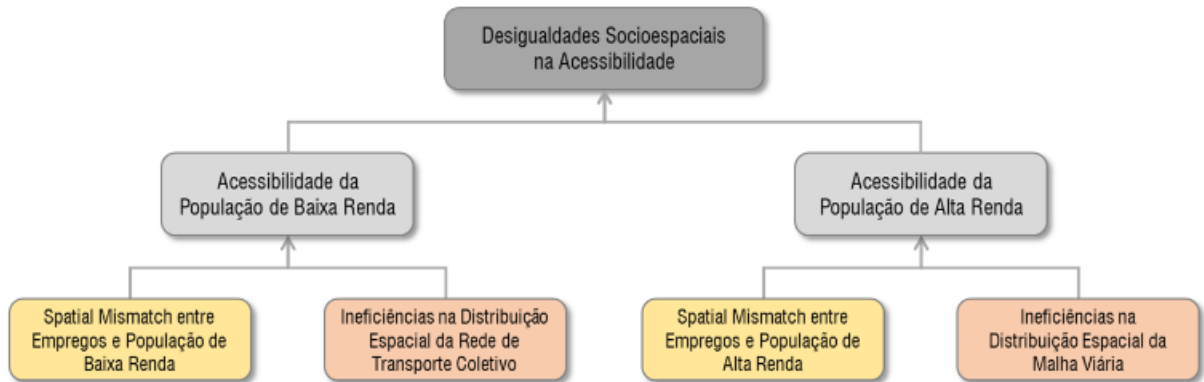 Desigualdades Socioespaciais
na Acessibilidade
Acessibilidade da
População de Baixa Renda
Acessibilidade da
População de Alta Renda
Spatial Mismatch entre
Empregos e População de
Baixa Renda
Ineficiências na Distribuição
Espacial da Rede de
Transporte Coletivo
Spatial Mismatch entre
Empregos e População de
Alta Renda
Ineficiências na
Distribuição Espacial da
Malha Viária